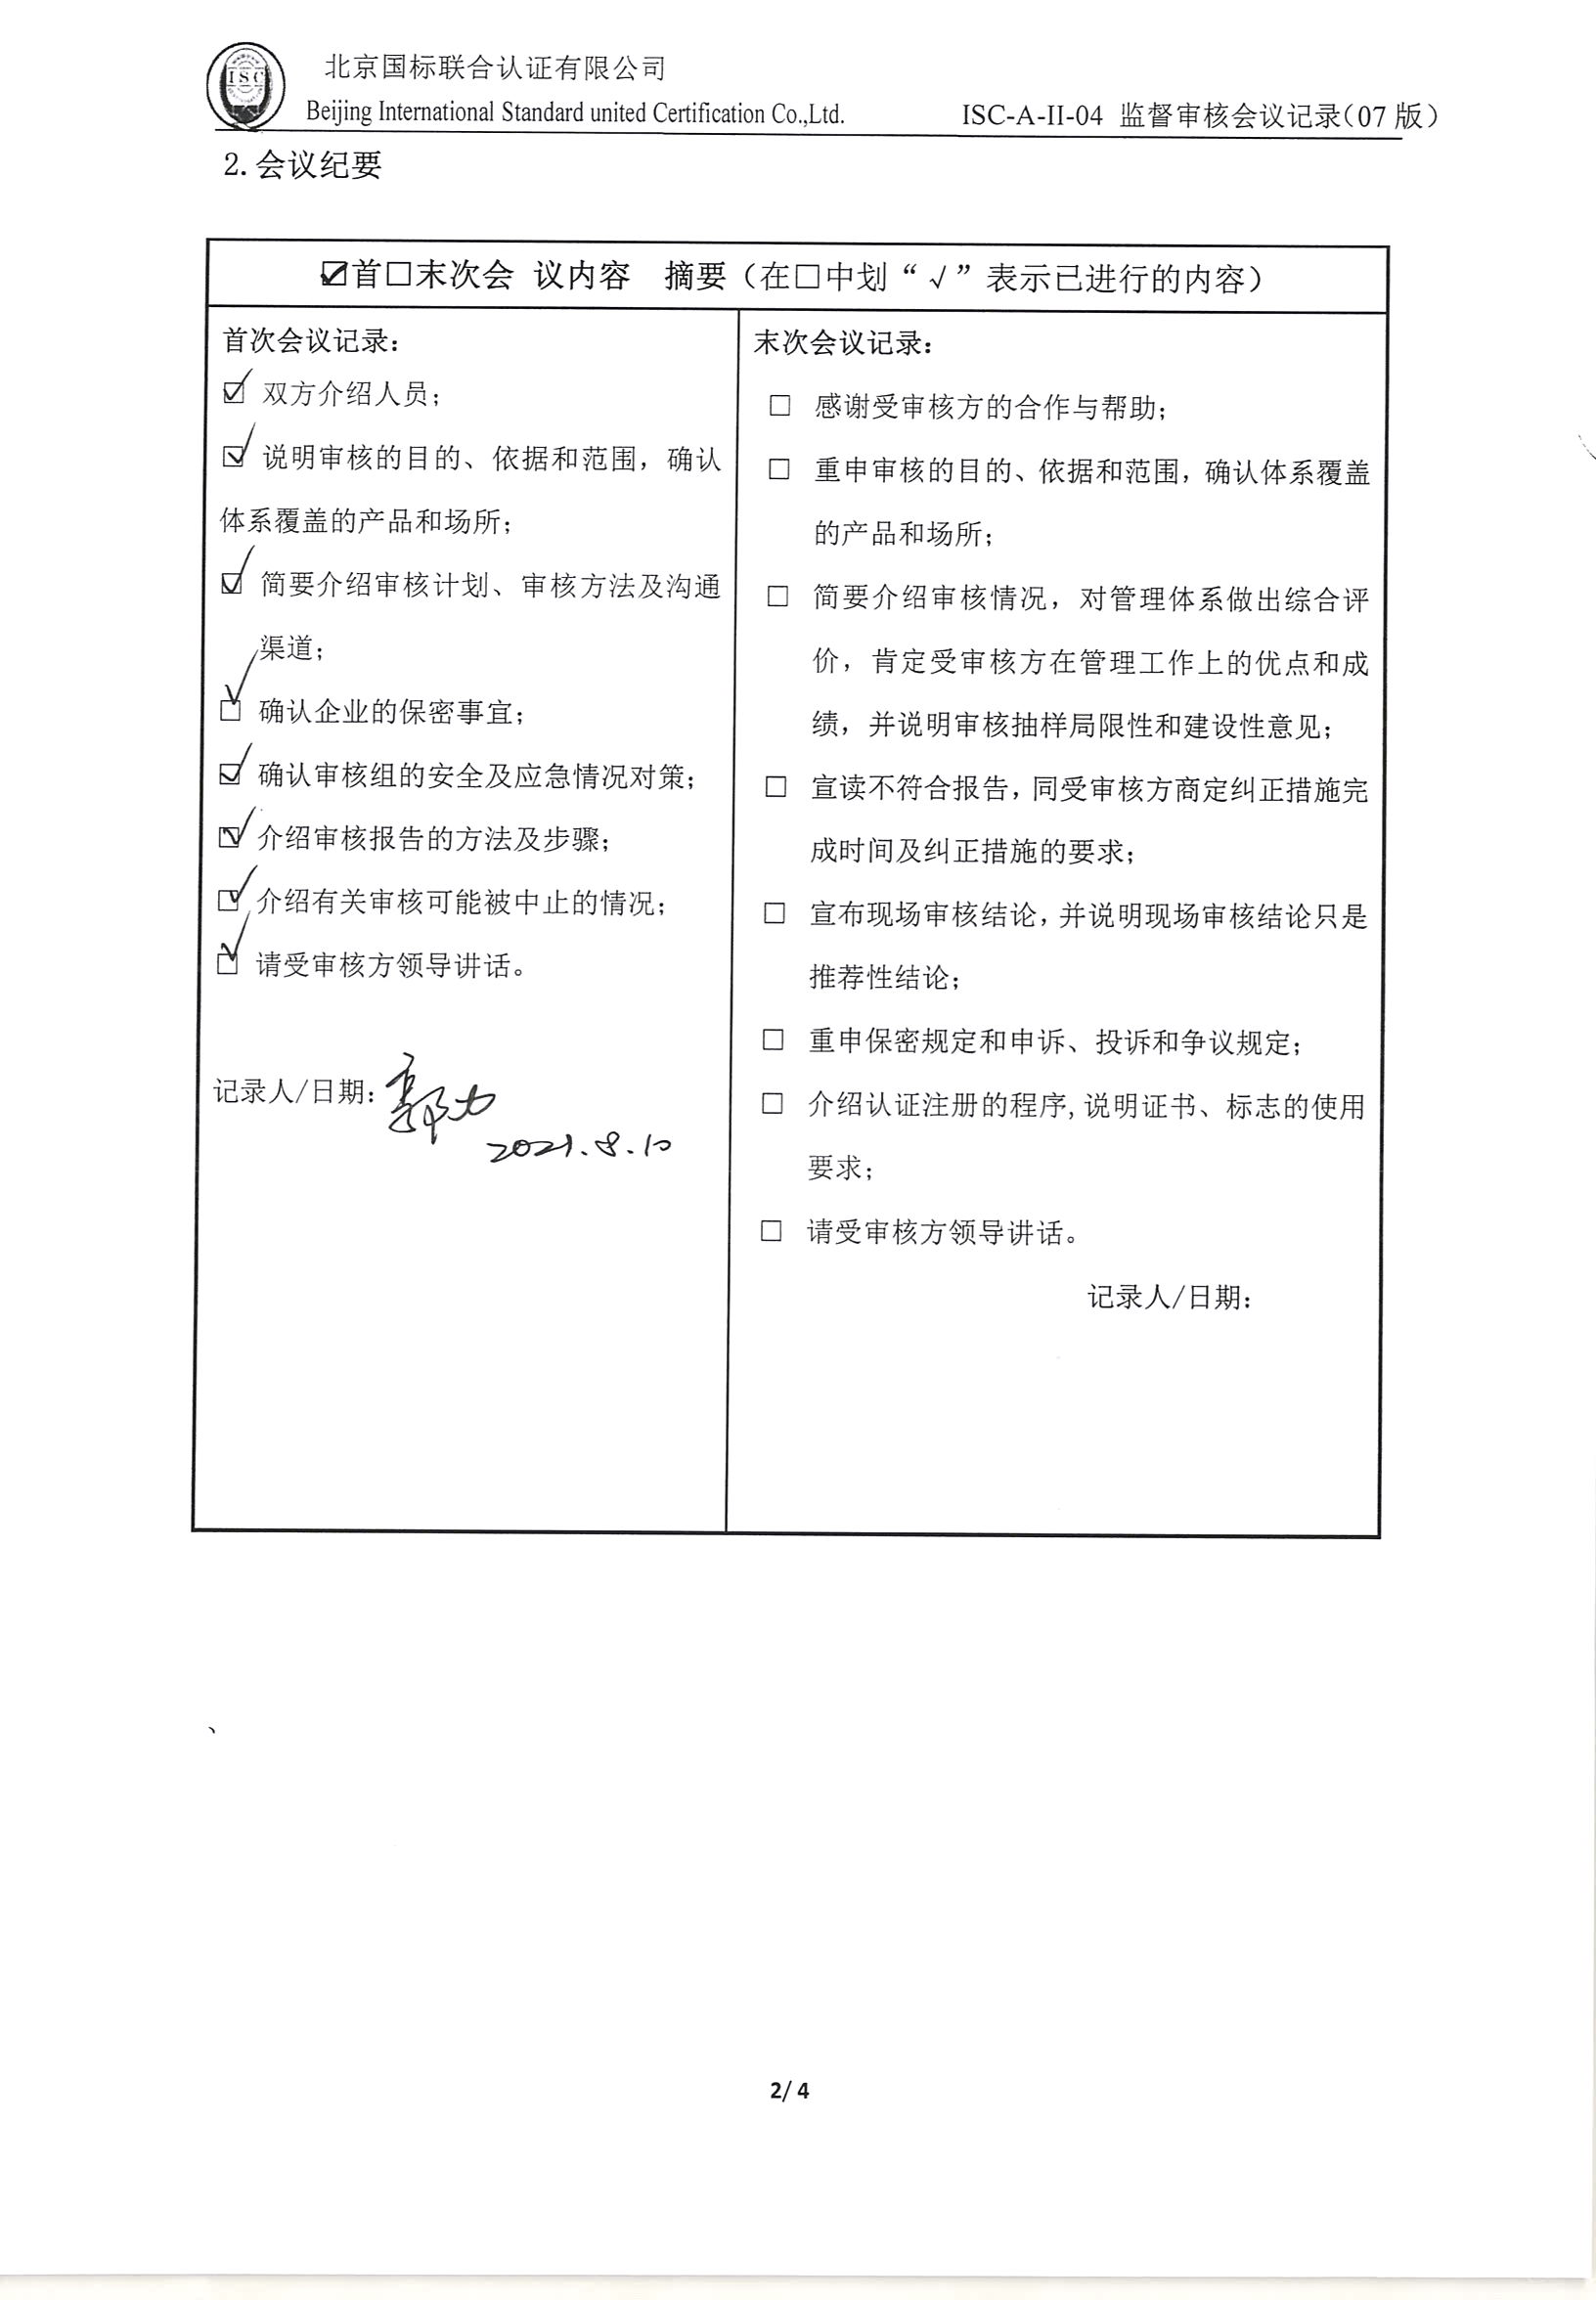 ISC
北京国标联合认证有限公司
Beijing International Standard united Certification Co.,Ltd.
ISC-A-II-04 监督审核会议记录（07 版）
2. 会议纪要
☑首□末次会 议内容 摘要（在□中划“√”表示已进行的内容）
首次会议记录：
☑ 双方介绍人员；
☑ 说明审核的目的、依据和范围，确认
体系覆盖的产品和场所；
☑ 简要介绍审核计划、审核方法及沟通
渠道；
☑ 确认企业的保密事宜；
☑ 确认审核组的安全及应急情况对策；
☑ 介绍审核报告的方法及步骤；
☑ 介绍有关审核可能被中止的情况；
☑ 请受审核方领导讲话。
记录人/日期：郭力
2021.8.10
末次会议记录：
□ 感谢受审核方的合作与帮助；
□ 重申审核的目的、依据和范围，确认体系覆盖
的产品和场所；
□ 简要介绍审核情况，对管理体系做出综合评
价，肯定受审核方在管理工作上的优点和成
绩，并说明审核抽样局限性和建设性意见；
□ 宣读不符合报告，同受审核方商定纠正措施完
成时间及纠正措施的要求；
□ 宣布现场审核结论，并说明现场审核结论只是
推荐性结论；
□ 重申保密规定和申诉、投诉和争议规定；
□ 介绍认证注册的程序,说明证书、标志的使用
要求；
□ 请受审核方领导讲话。
记录人/日期：
、
2/ 4